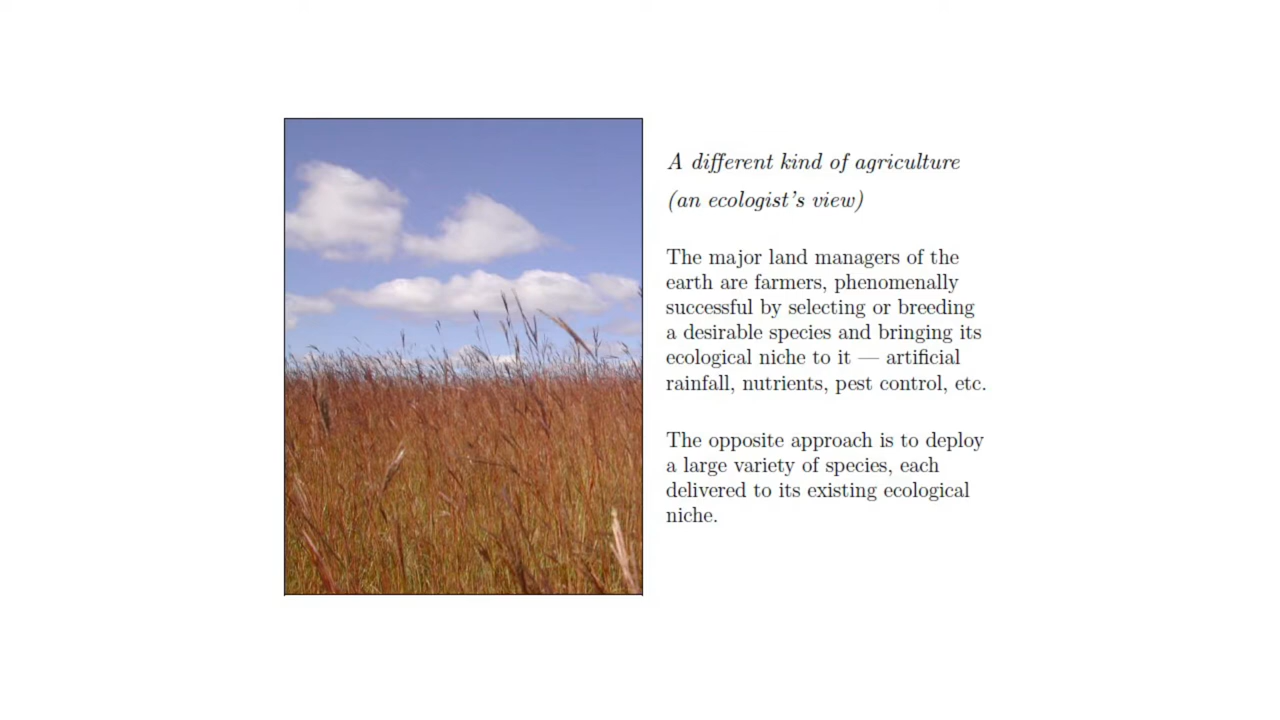 A different kind of agriculture
(an ecologist's view)
The major land managers of the
earth are farmers, phenomenally
successful by selecting or breeding
a desirable species and bringing its
ecological niche to it — artificial
rainfall, nutrients, pest control, etc.
The opposite approach is to deploy
a large variety of species, each
delivered to its existing ecological
niche.